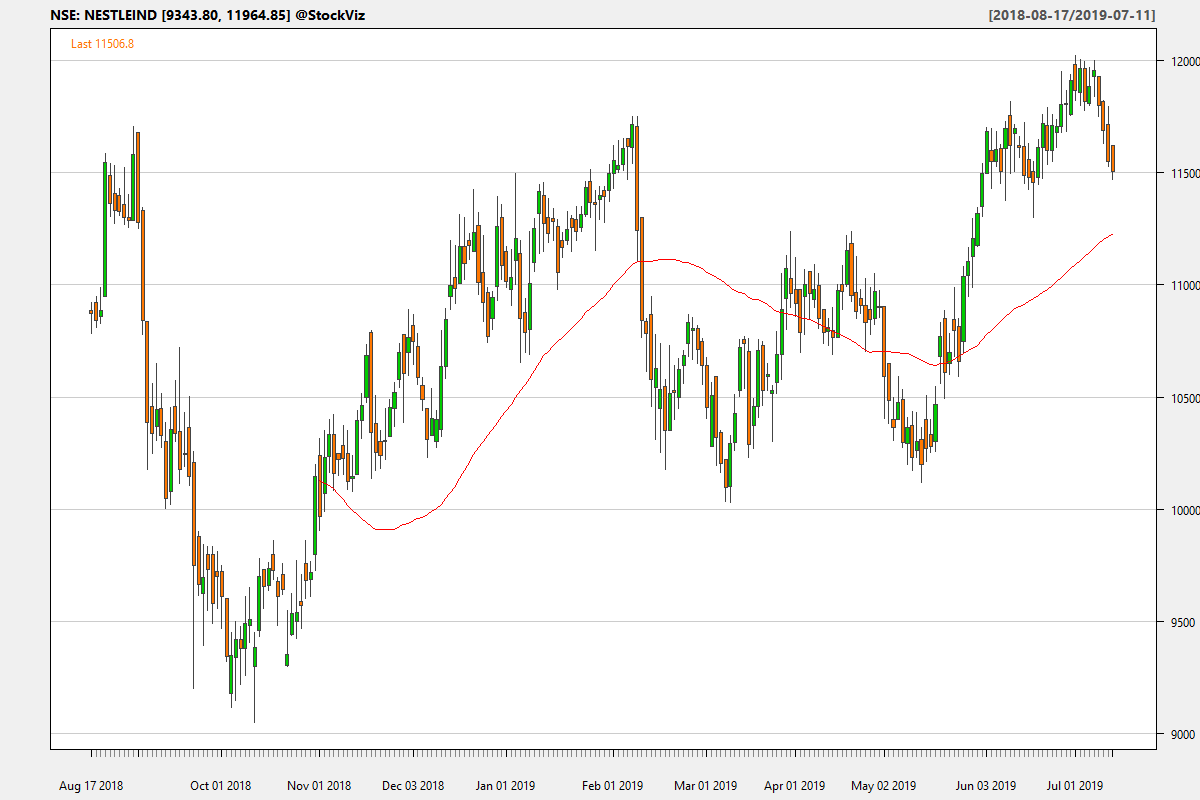 NSE: NESTLEIND [9343.80, 11964.85] @StockViz
[2018-08-17/2019-07-11]
Last 11506.8
12000
11500
11000
10500
10000
9500
9000
Aug 17 2018 Oct 01 2018 Nov 01 2018 Dec 03 2018 Jan 01 2019 Feb 01 2019 Mar 01 2019 Apr 01 2019 May 02 2019 Jun 03 2019 Jul 01 2019